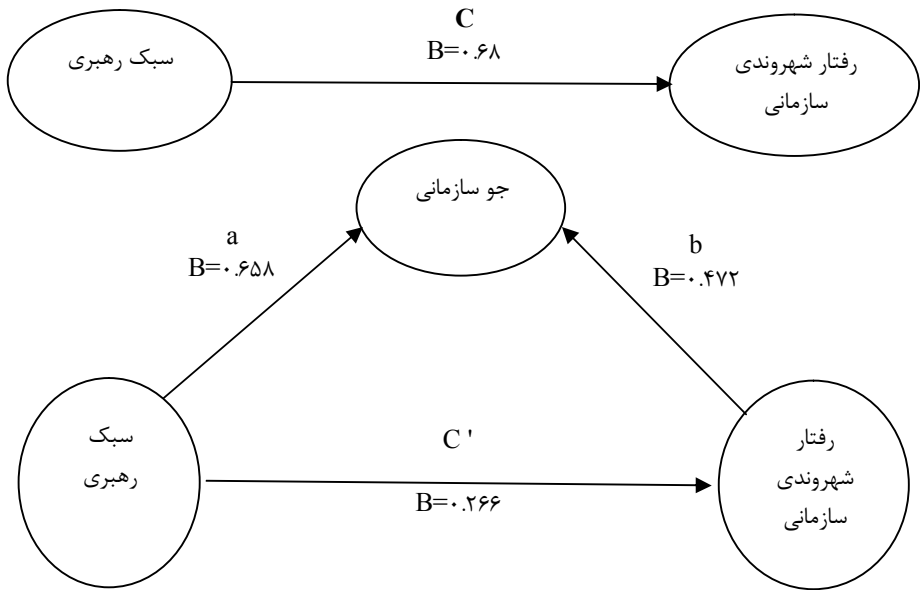 C
B=۰.۶۸
سبک رهبری
رفتار شهروندی
سازمانی
جو سازمانی
a
B=۰.۶۵۸
b
B=۰.۴۷۲
سبک
رهبری
C '
B=۰.۲۶۶
رفتار
شهروندی
سازمانی